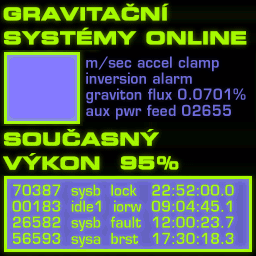 GRAVITAČNÍ
SYSTÉMY ONLINE
m/sec accel clamp
inversion alarm
graviton flux 0.0701%
aux pwr feed 02655
SOUČASNÝ
VÝKON 95%
70387 sysb lock 22:52:00.0
00183 idle1 iorw 09:04:45.1
26582 sysb fault 12:00:23.7
56593 sysa brst 17:30:18.3